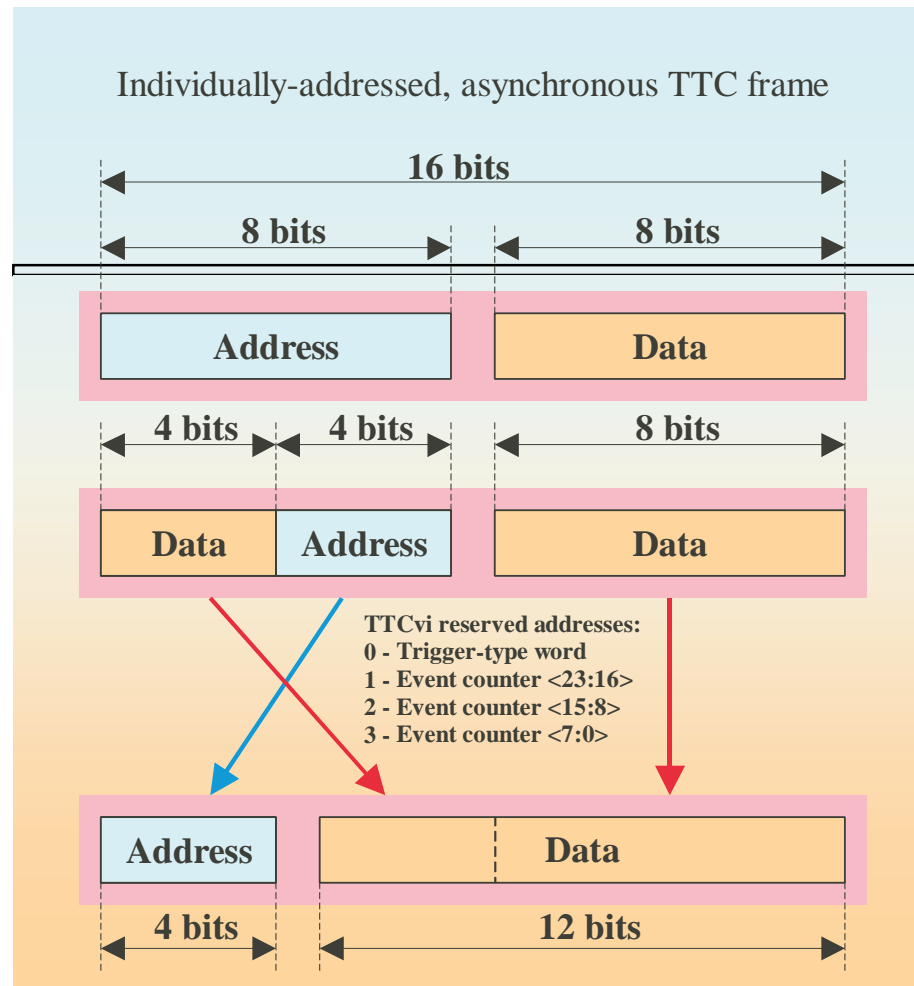 Individually-addressed, asynchronous TTC frame
16 bits
8 bits 8 bits
Address Data
4 bits 4 bits 8 bits
Data Address Data
TTCvi reserved addresses:
0 - Trigger-type word
1 - Event counter <23:16>
2 - Event counter <15:8>
3 - Event counter <7:0>
Address Data
4 bits 12 bits